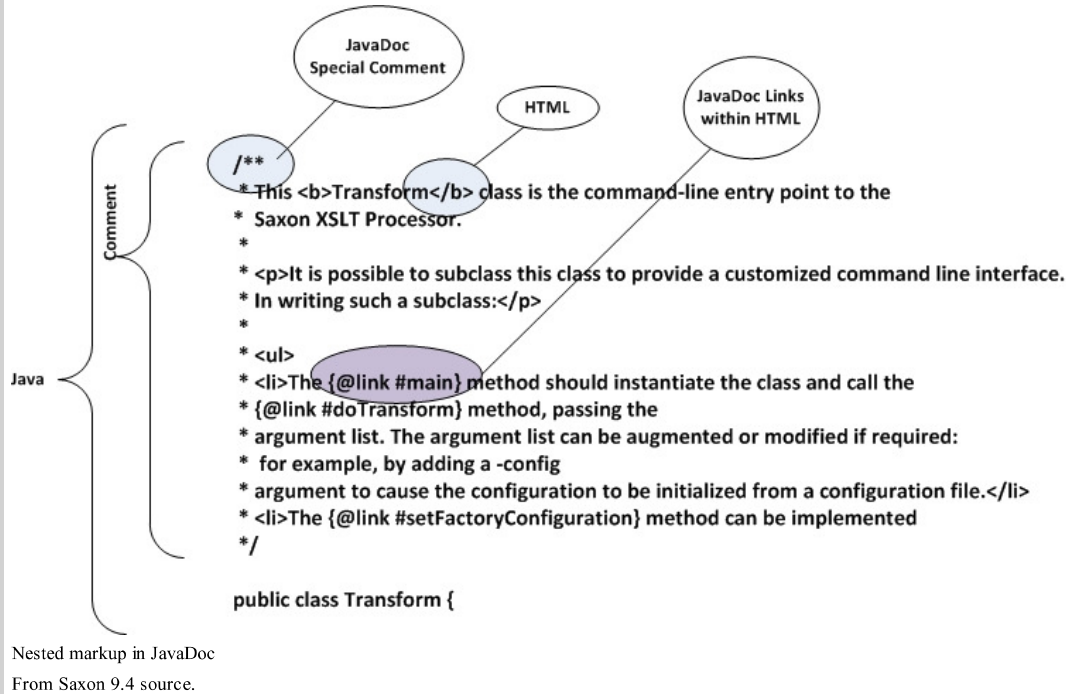 JavaDoc
Special Comment
HTML
JavaDoc Links
within HTML
Comment
Java
/**
* This <b>Transform</b> class is the command-line entry point to the
* Saxon XSLT Processor.
*
* <p>It is possible to subclass this class to provide a customized command line interface.
* In writing such a subclass:</p>
*
* <ul>
* <li>The {@link #main} method should instantiate the class and call the
* {@link #doTransform} method, passing the
* argument list. The argument list can be augmented or modified if required:
* for example, by adding a -config
* argument to cause the configuration to be initialized from a configuration file.</li>
* <li>The {@link #setFactoryConfiguration} method can be implemented
*/
public class Transform {
Nested markup in JavaDoc
From Saxon 9.4 source.